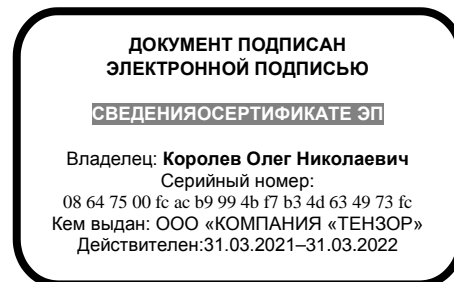 ДОКУМЕНТ ПОДПИСАН
ЭЛЕКТРОННОЙ ПОДПИСЬЮ
СВЕДЕНИЯОСЕРТИФИКАТЕ ЭП
Владелец: Королев Олег Николаевич
Серийный номер:
08 64 75 00 fc ac b9 99 4b f7 b3 4d 63 49 73 fc
Кем выдан: ООО «КОМПАНИЯ «ТЕНЗОР»
Действителен:31.03.2021–31.03.2022